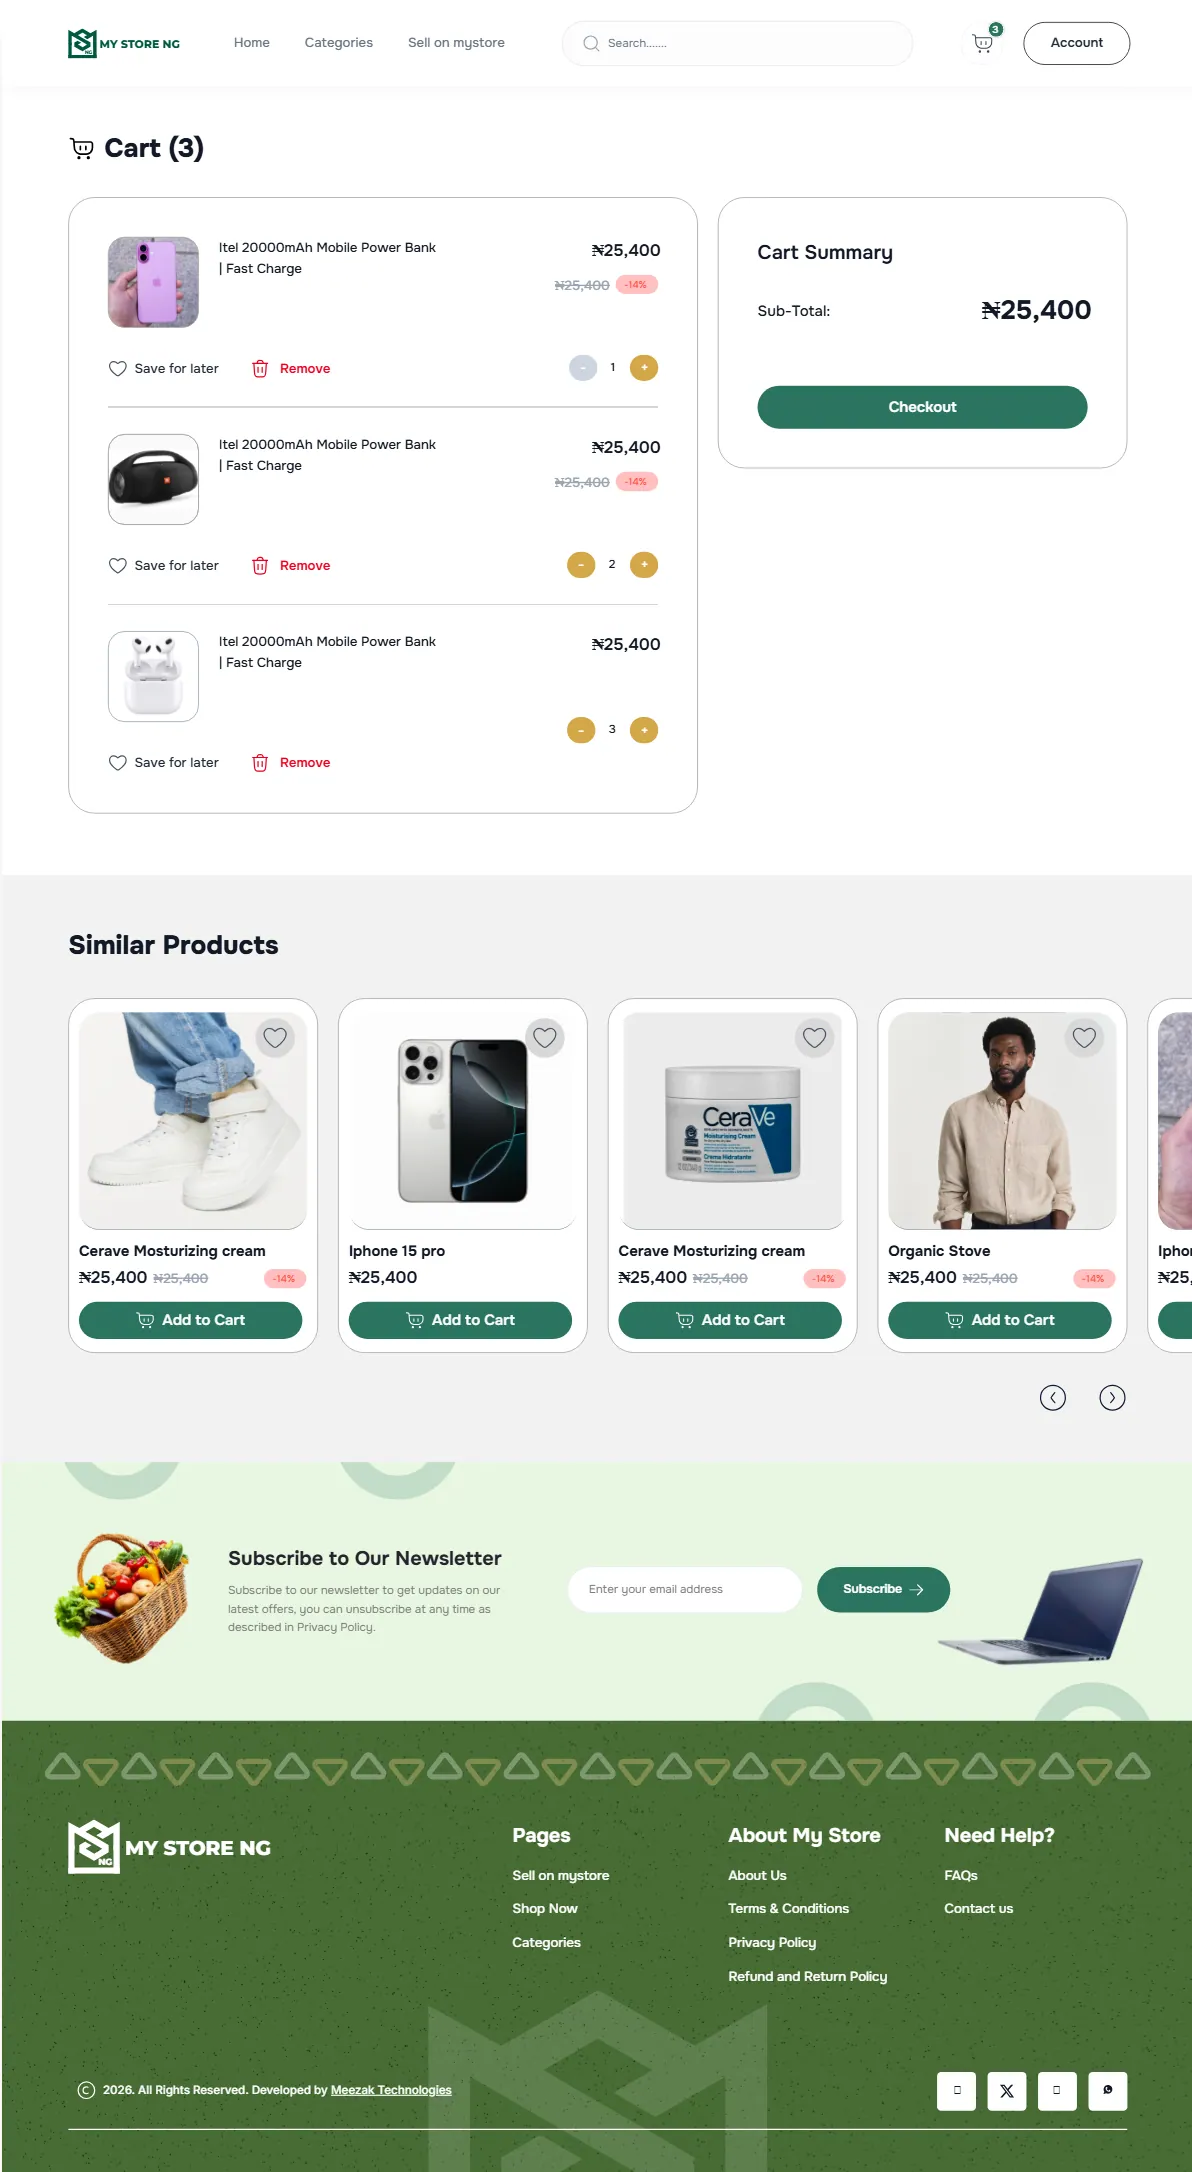 MY STORE NG
Home
Categories
Sell on mystore
Search.......
3
Account
Cart (3)
Itel 20000mAh Mobile Power Bank
| Fast Charge
₦25,400
₦25,400
-14%
Save for later
Remove
-
1
+
Itel 20000mAh Mobile Power Bank
| Fast Charge
₦25,400
₦25,400
-14%
Save for later
Remove
-
2
+
Itel 20000mAh Mobile Power Bank
| Fast Charge
₦25,400
-
3
+
Save for later
Remove
Cart Summary
Sub-Total:
₦25,400
Checkout
Similar Products
Cerave Mosturizing cream
₦25,400
₦25,400
-14%
Add to Cart
Iphone 15 pro
₦25,400
Add to Cart
CeraVe
Moisturising Cream
Crema Hidratante
Cerave Mosturizing cream
₦25,400
₦25,400
-14%
Add to Cart
Organic Stove
₦25,400
₦25,400
-14%
Add to Cart
Ipho
₦25,
Subscribe to Our Newsletter
Subscribe to our newsletter to get updates on our
latest offers, you can unsubscribe at any time as
described in Privacy Policy.
Enter your email address
Subscribe
NG
MY STORE NG
Pages
Sell on mystore
Shop Now
Categories
About My Store
About Us
Terms & Conditions
Privacy Policy
Refund and Return Policy
Need Help?
FAQs
Contact us
© 2026. All Rights Reserved. Developed by Meezak Technologies